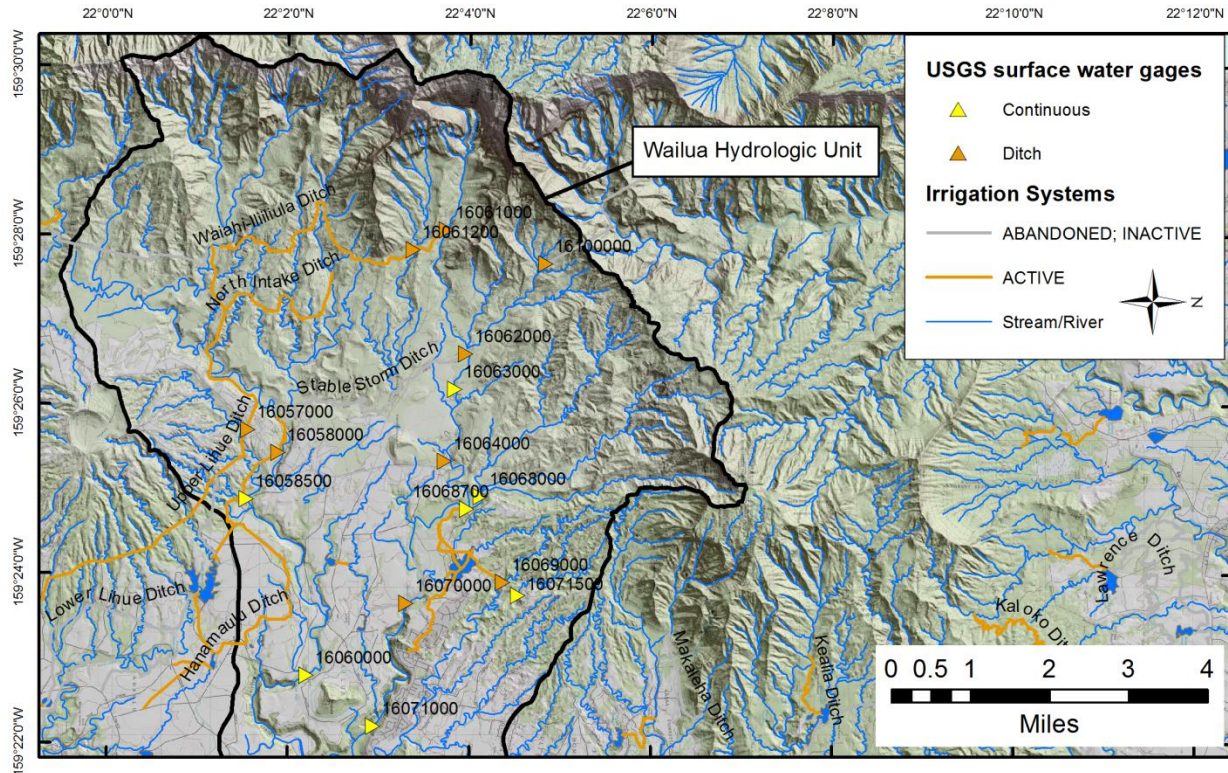 22°0'0"N
22°2'0"N
22°4'0"N
22°6'0"N
22°8'0"N
22°10'0"N
22°12'0"N
159°30'0"W
159°28'0"W
159°26'0"W
159°24'0"W
159°22'0"W
USGS surface water gages
Continuous
Ditch
Irrigation Systems
ABANDONED; INACTIVE
ACTIVE
Stream/River
N
Wailua Hydrologic Unit
Waiahi-Iliiliula Ditch
16061000
16061200
16100000
North Intake Ditch
16062000
Stable Storm Ditch
16063000
Upper Lihue Ditch
16057000
16058000
16064000
16058500
16068700
16068000
16069000
16071500
16070000
Lower Lihue Ditch
Hanamaulu Ditch
16060000
16071000
Makaleha Ditch
Kealia Ditch
Kaloko Dit
Lawrence Ditch
0 0.5 1 2 3 4
Miles